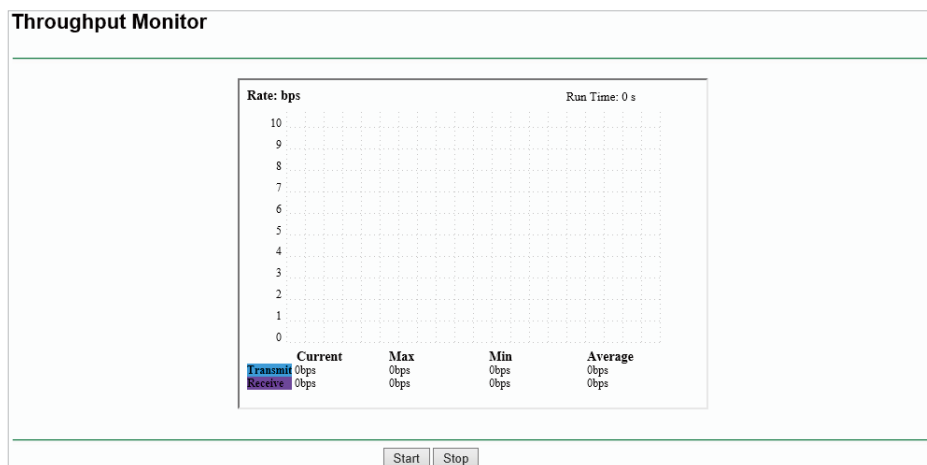 Throughput Monitor
Rate: bps Run Time: 0 s
10
9
8
7
6
5
4
3
2
1
0
Current Max Min Average
Transmit 0bps 0bps 0bps 0bps
Receive 0bps 0bps 0bps 0bps
Start Stop